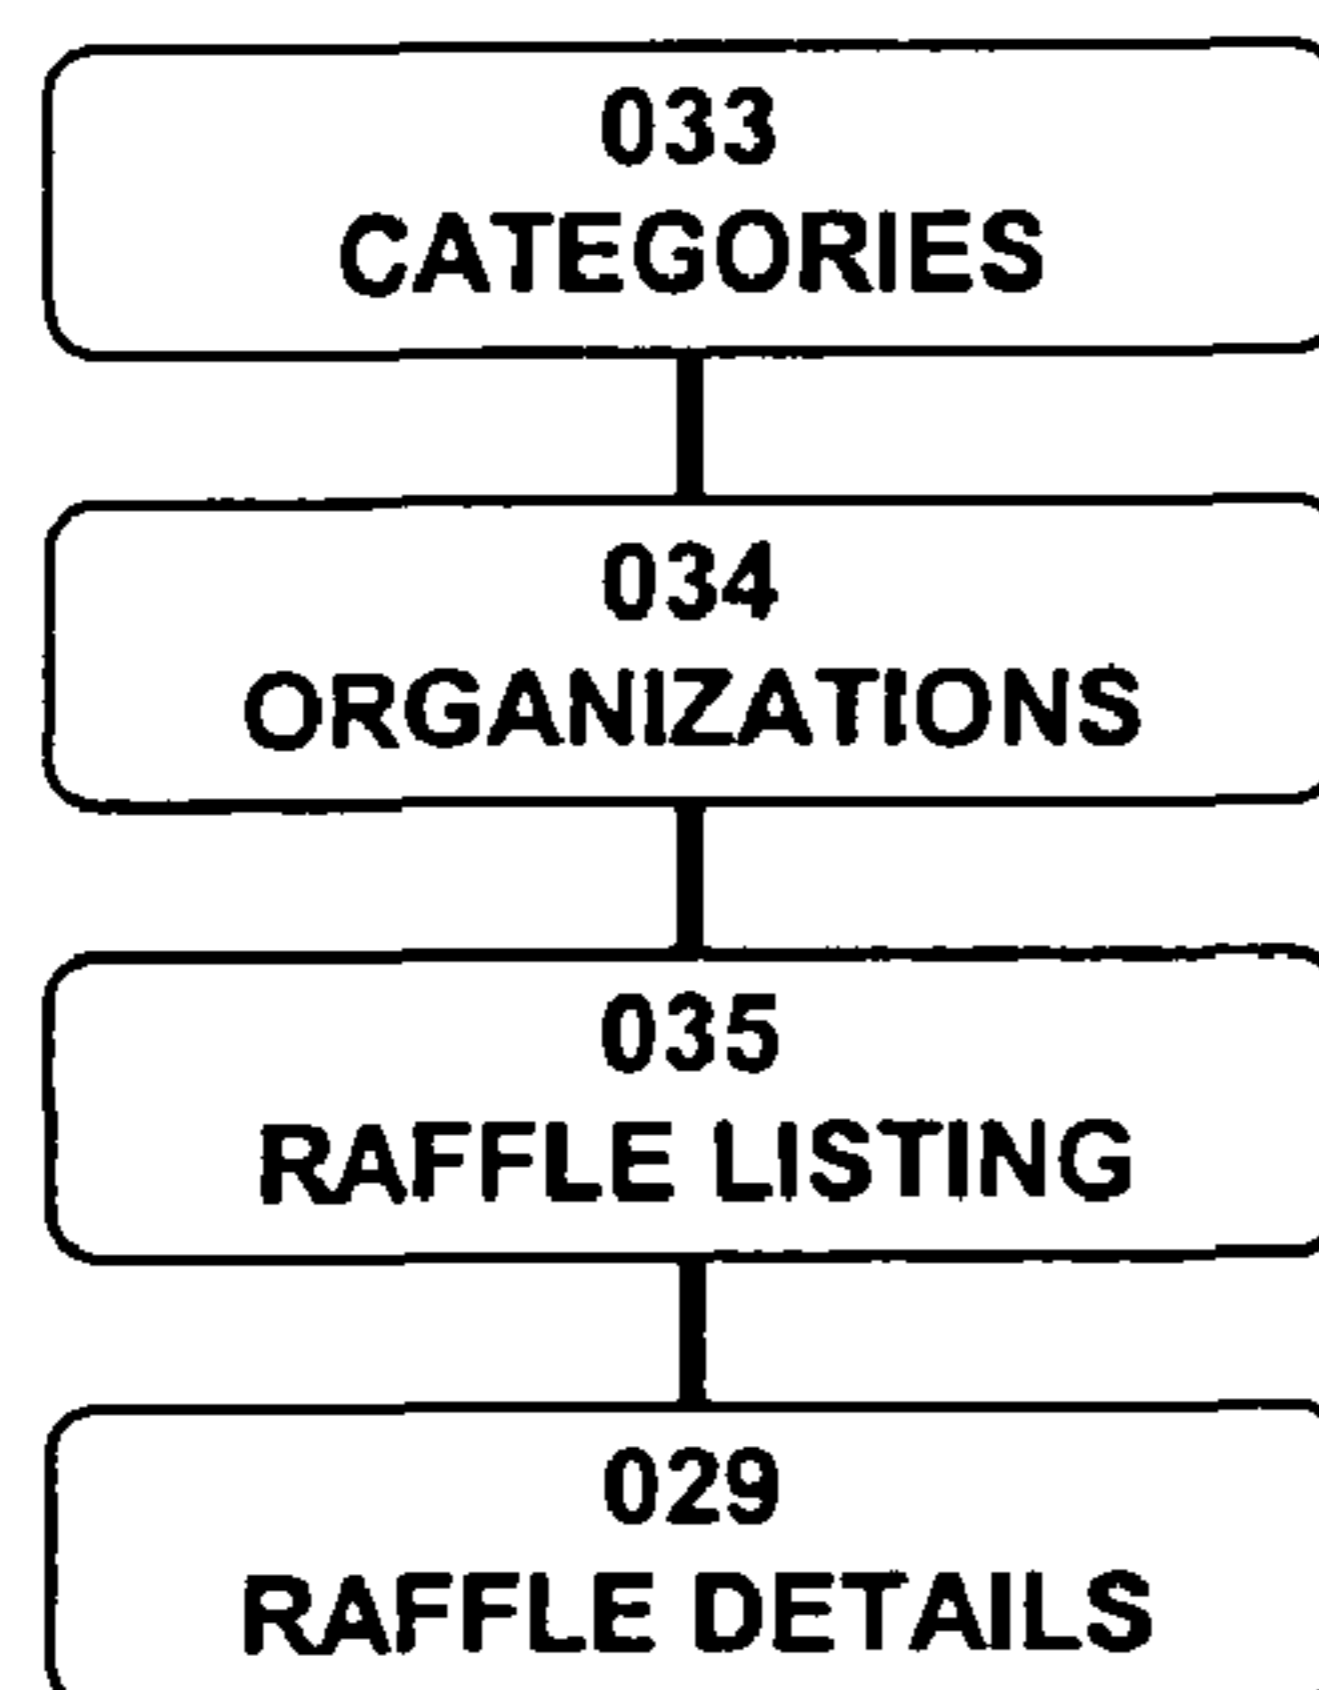 033
CATEGORIES
034
ORGANIZATIONS
035
RAFFLE LISTING
029
RAFFLE DETAILS